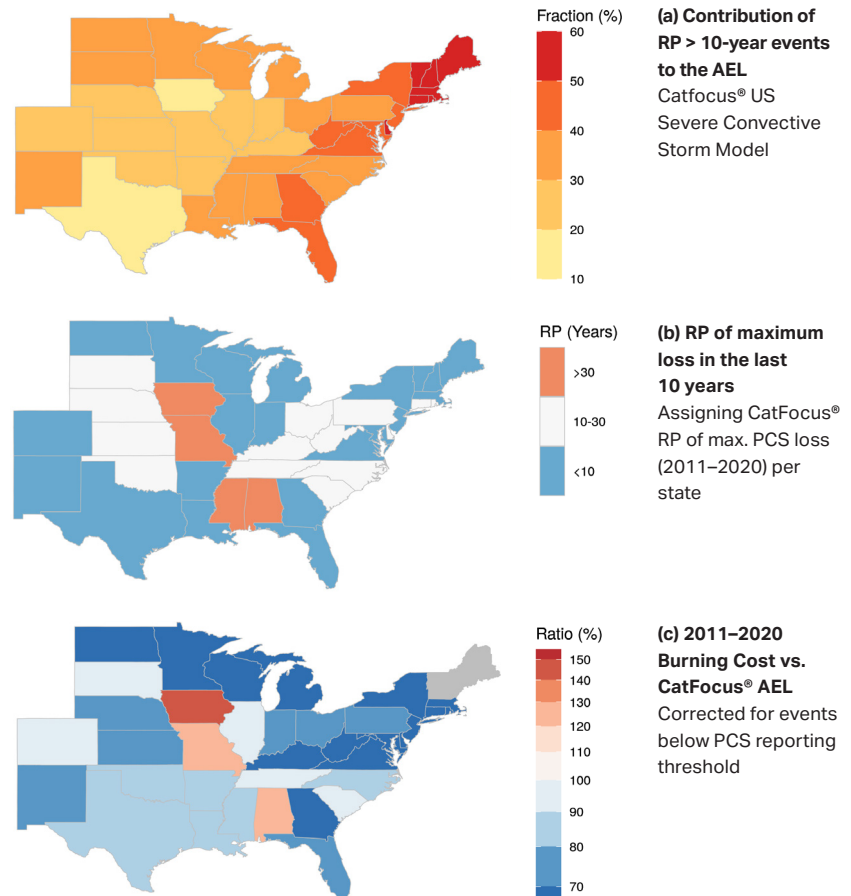 Fraction (%)
60
50
40
30
20
10
(a) Contribution of
RP > 10-year events
to the AEL
Catfocus® US
Severe Convective
Storm Model
RP (Years)
>30
10-30
<10
(b) RP of maximum
loss in the last
10 years
Assigning CatFocus®
RP of max. PCS loss
(2011–2020) per
state
Ratio (%)
150
140
130
120
110
100
90
80
70
(c) 2011–2020
Burning Cost vs.
CatFocus® AEL
Corrected for events
below PCS reporting
threshold